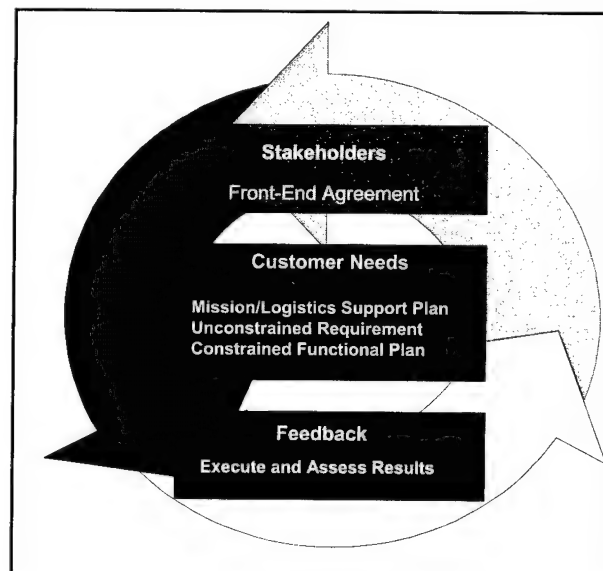 Stakeholders
Front-End Agreement
Customer Needs
Mission/Logistics Support Plan
Unconstrained Requirement
Constrained Functional Plan
Feedback
Execute and Assess Results